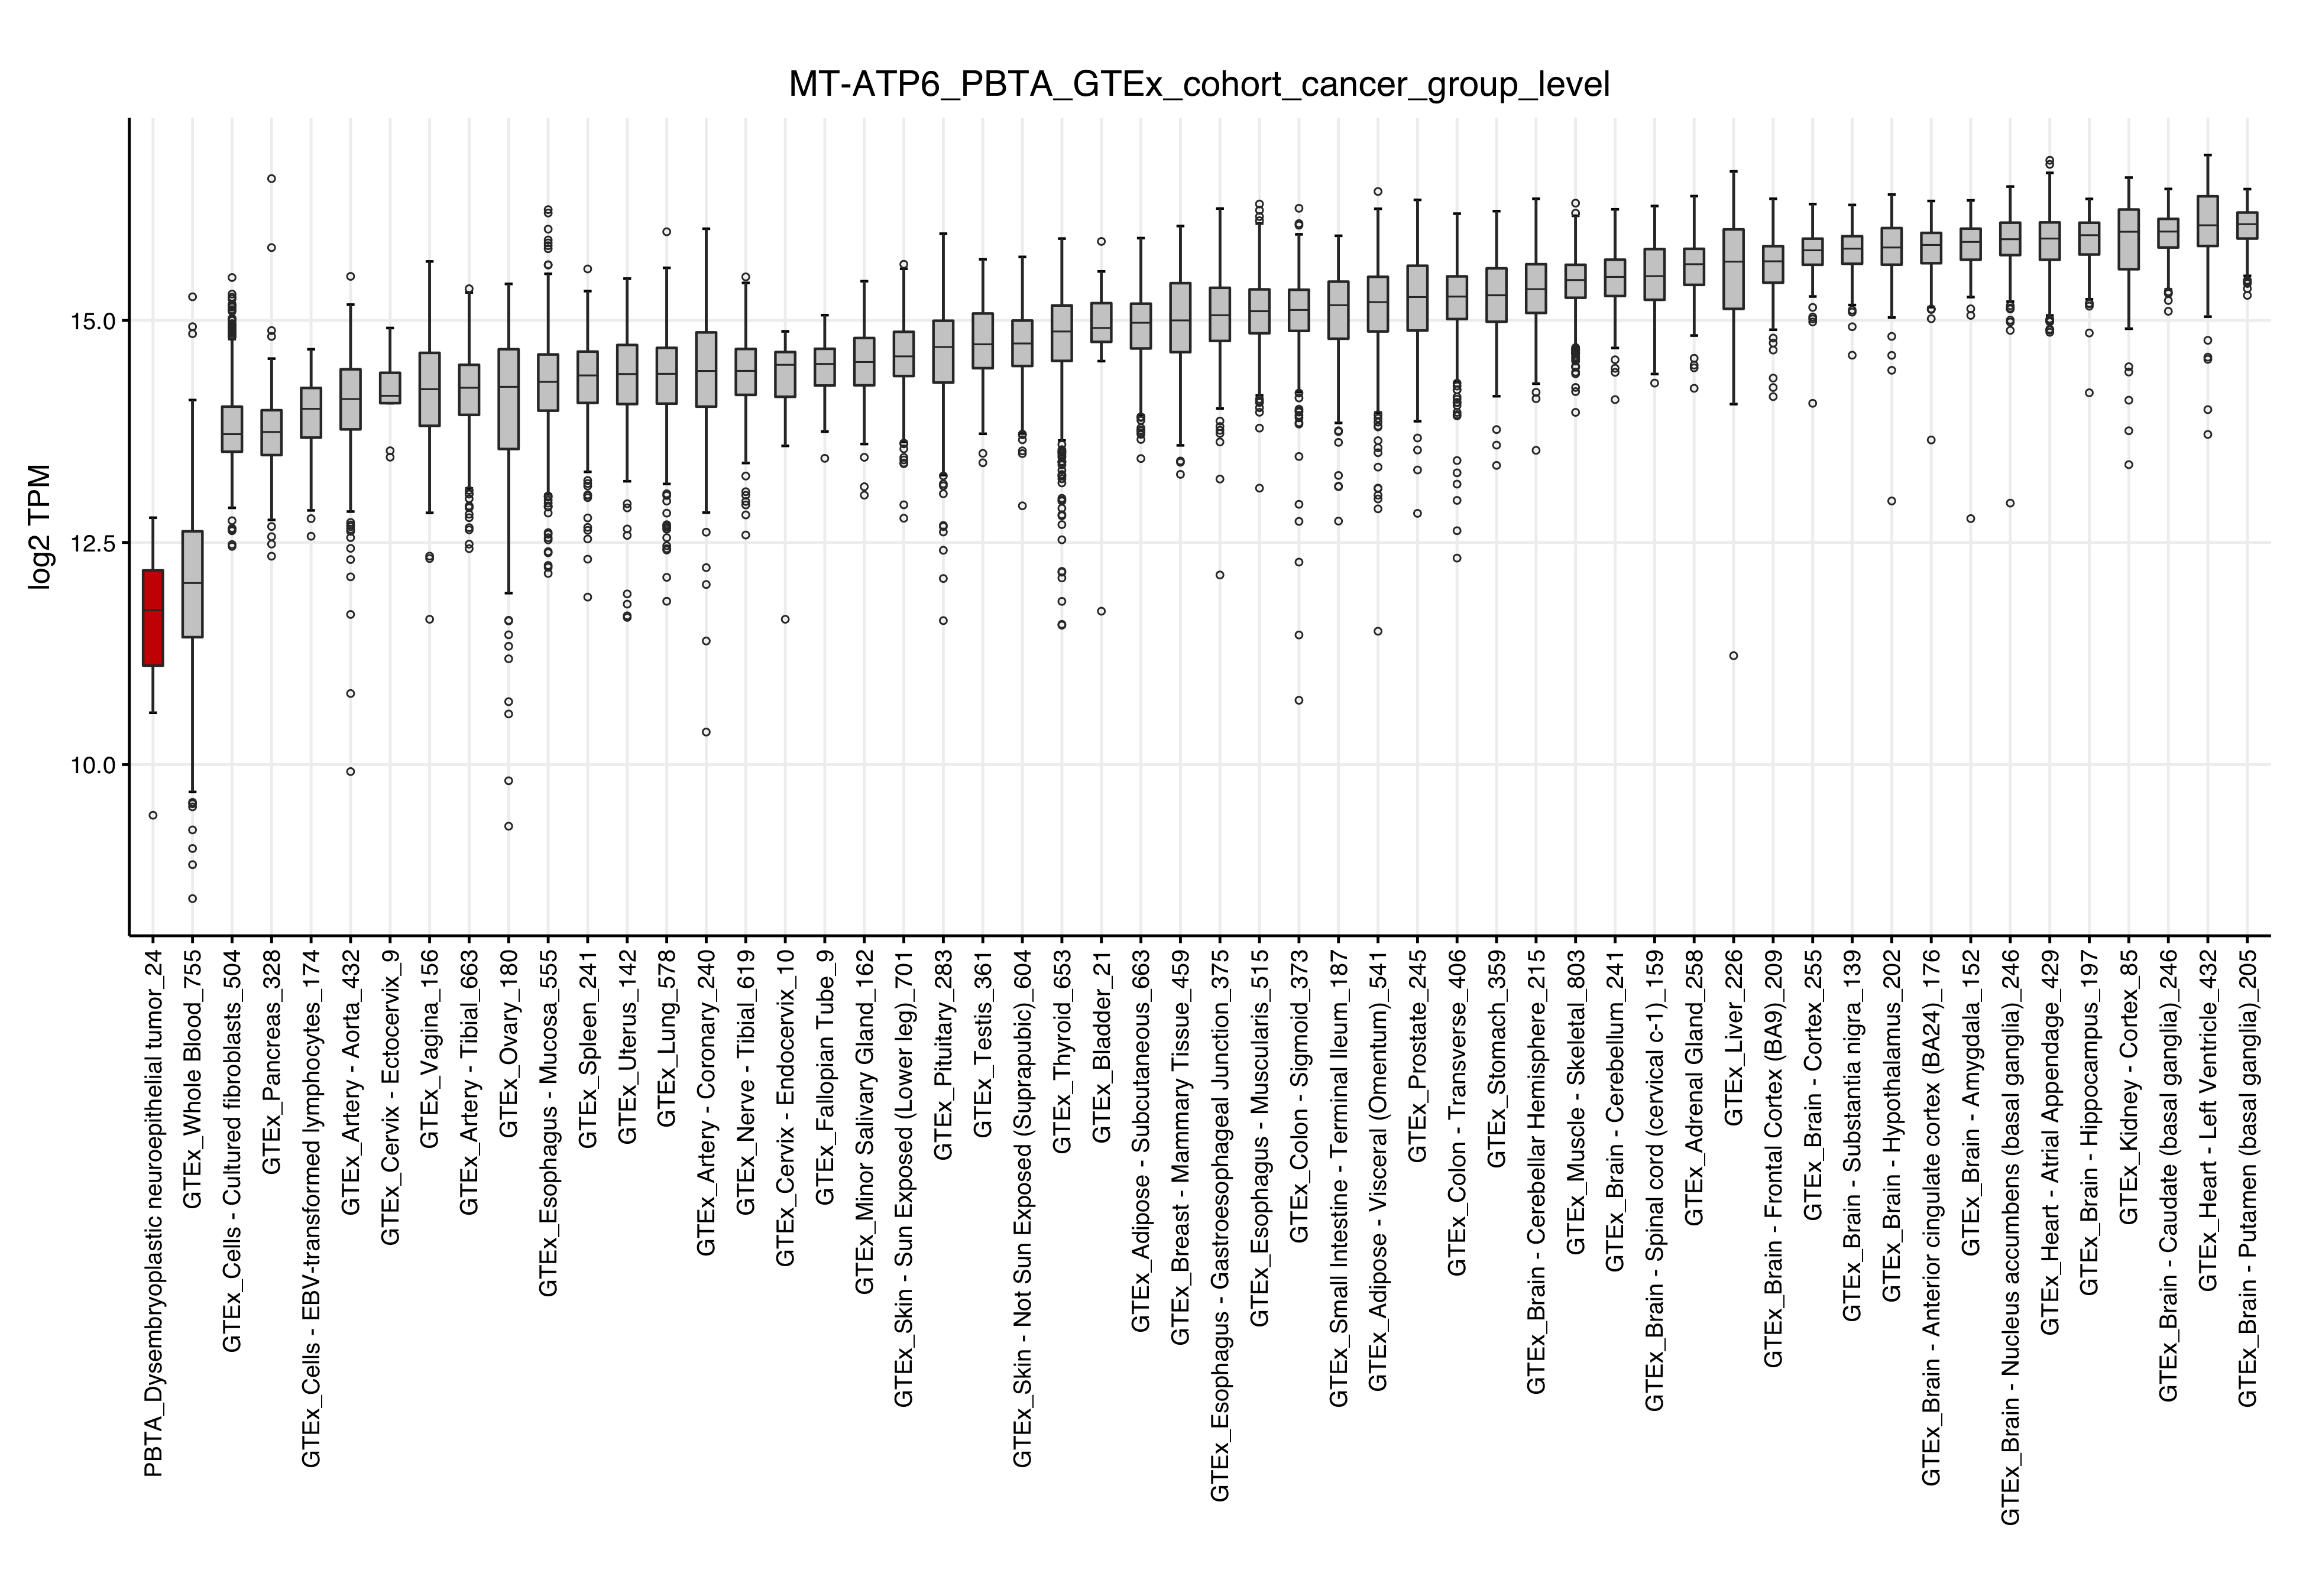 MT-ATP6_PBTA_GTEx_cohort_cancer_group_level
log2 TPM
15.0
12.5
10.0
PBTA_Dysembryoplastic neuroepithelial tumor_24
GTEx_Whole Blood_755
GTEx_Cells - Cultured fibroblasts_504
GTEx_Pancreas_328
GTEx_Cells - EBV-transformed lymphocytes_174
GTEx_Artery - Aorta_432
GTEx_Cervix - Ectocervix_9
GTEx_Vagina_156
GTEx_Artery - Tibial_663
GTEx_Ovary_180
GTEx_Esophagus - Mucosa_555
GTEx_Spleen_241
GTEx_Uterus_142
GTEx_Lung_578
GTEx_Artery - Coronary_240
GTEx_Nerve - Tibial_619
GTEx_Cervix - Endocervix_10
GTEx_Fallopian Tube_9
GTEx_Minor Salivary Gland_162
GTEx_Skin - Sun Exposed (Lower leg)_701
GTEx_Pituitary_283
GTEx_Testis_361
GTEx_Skin - Not Sun Exposed (Suprapubic)_604
GTEx_Thyroid_653
GTEx_Bladder_21
GTEx_Adipose - Subcutaneous_663
GTEx_Breast - Mammary Tissue_459
GTEx_Esophagus - Gastroesophageal Junction_375
GTEx_Esophagus - Muscularis_515
GTEx_Colon - Sigmoid_373
GTEx_Small Intestine - Terminal Ileum_187
GTEx_Adipose - Visceral (Omentum)_541
GTEx_Prostate_245
GTEx_Colon - Transverse_406
GTEx_Stomach_359
GTEx_Brain - Cerebellar Hemisphere_215
GTEx_Muscle - Skeletal_803
GTEx_Brain - Cerebellum_241
GTEx_Brain - Spinal cord (cervical c-1)_159
GTEx_Adrenal Gland_258
GTEx_Liver_226
GTEx_Brain - Frontal Cortex (BA9)_209
GTEx_Brain - Cortex_255
GTEx_Brain - Substantia nigra_139
GTEx_Brain - Hypothalamus_202
GTEx_Brain - Anterior cingulate cortex (BA24)_176
GTEx_Brain - Amygdala_152
GTEx_Brain - Nucleus accumbens (basal ganglia)_246
GTEx_Heart - Atrial Appendage_429
GTEx_Brain - Hippocampus_197
GTEx_Kidney - Cortex_85
GTEx_Brain - Caudate (basal ganglia)_246
GTEx_Heart - Left Ventricle_432
GTEx_Brain - Putamen (basal ganglia)_205